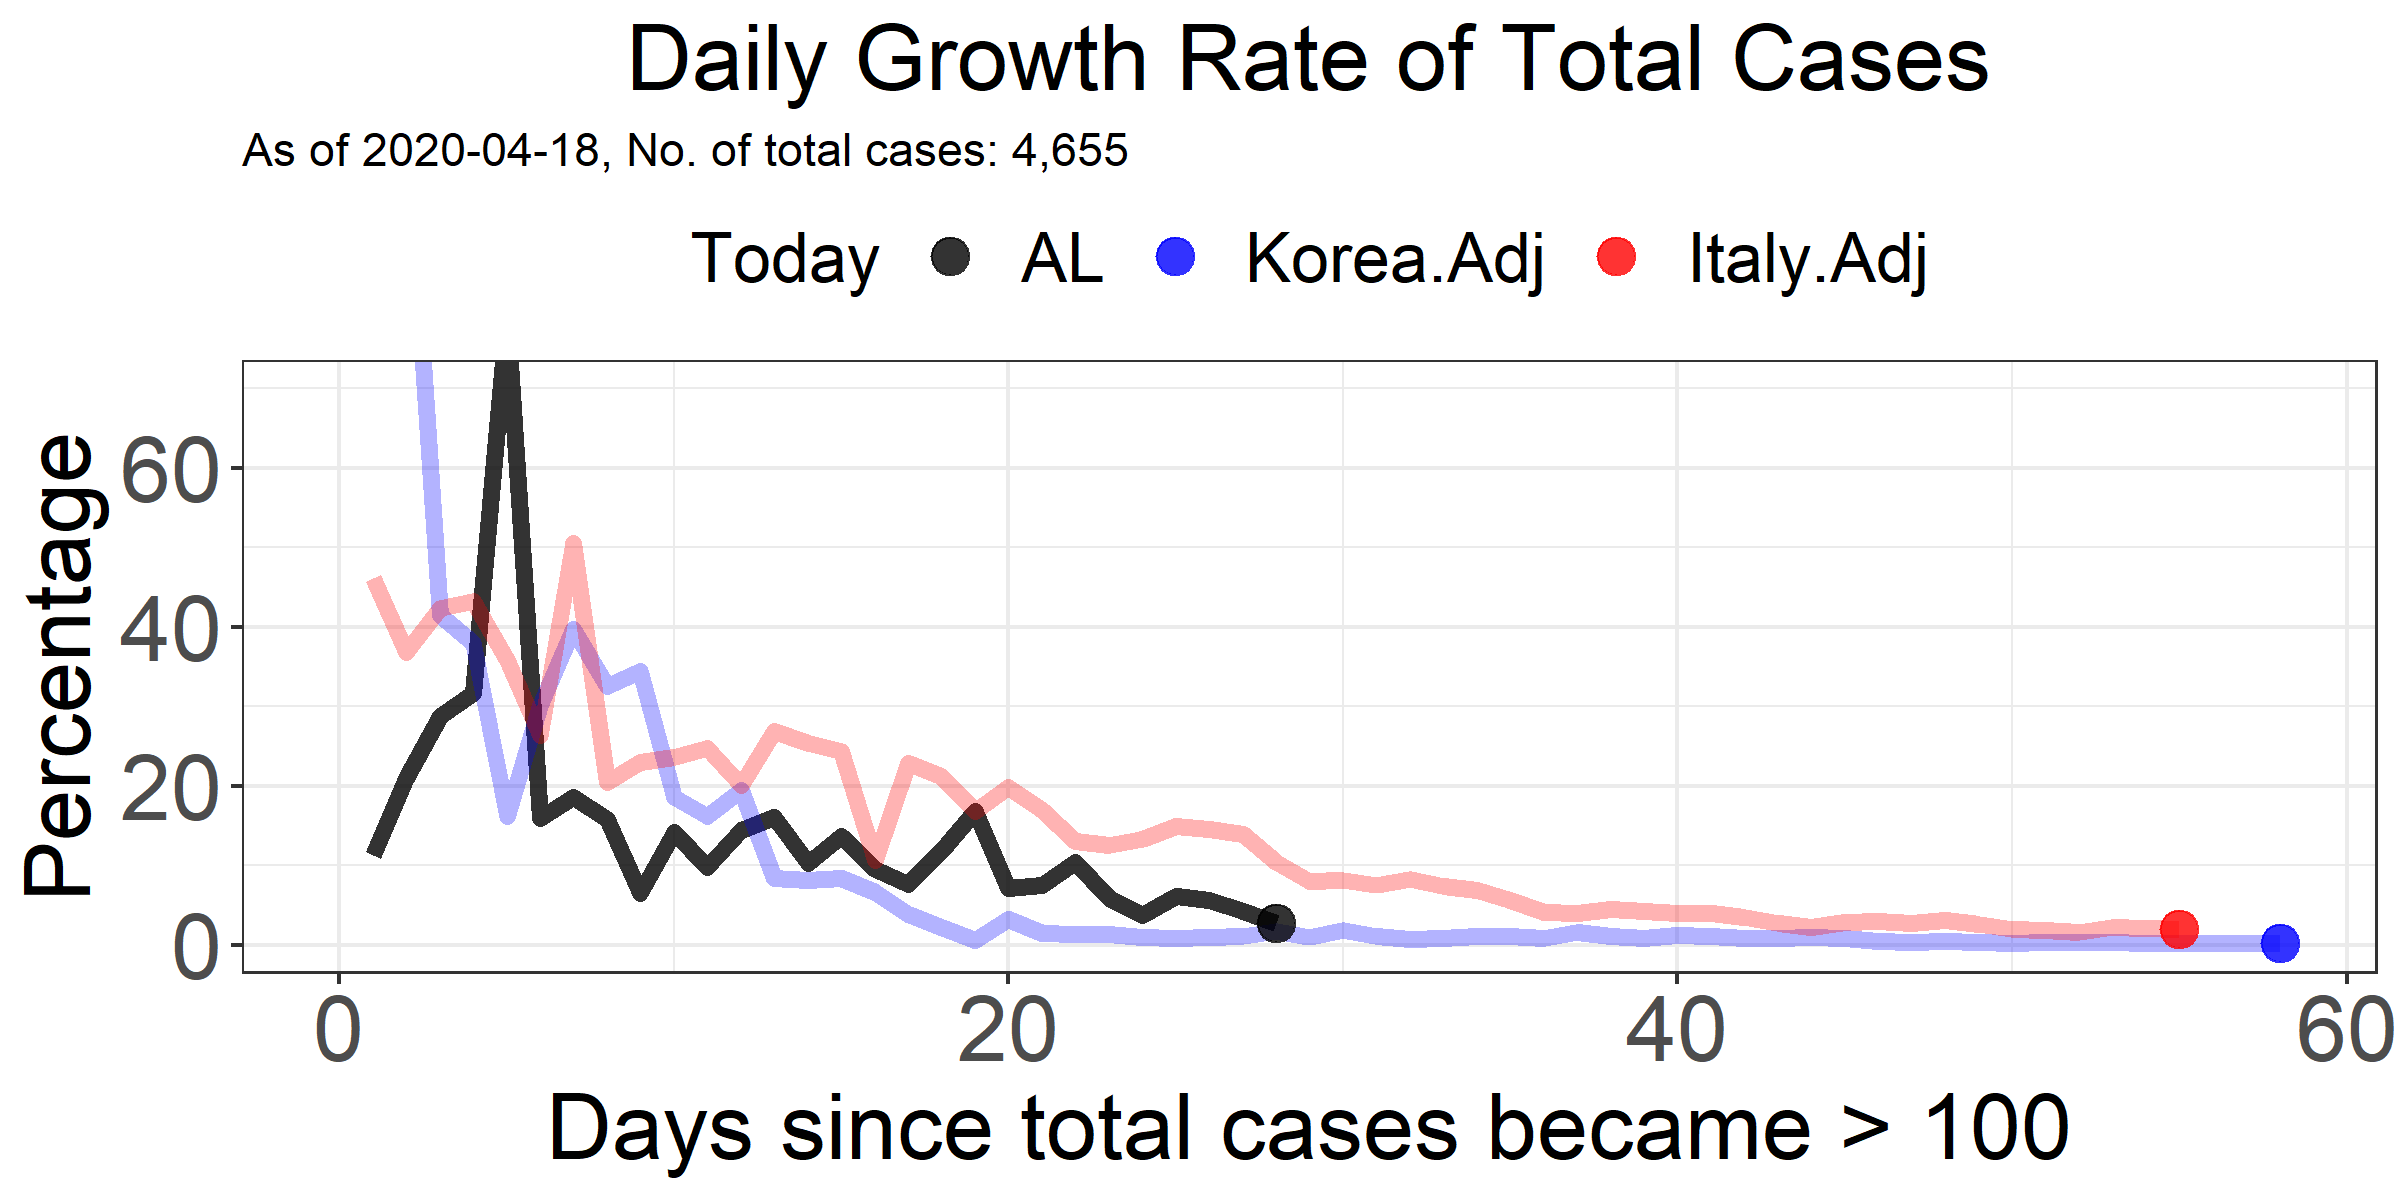 Daily Growth Rate of Total Cases
As of 2020-04-18, No. of total cases: 4,655
Today AL Korea.Adj Italy.Adj
Percentage
60
40
20
0
0 20 40 60
Days since total cases became > 100